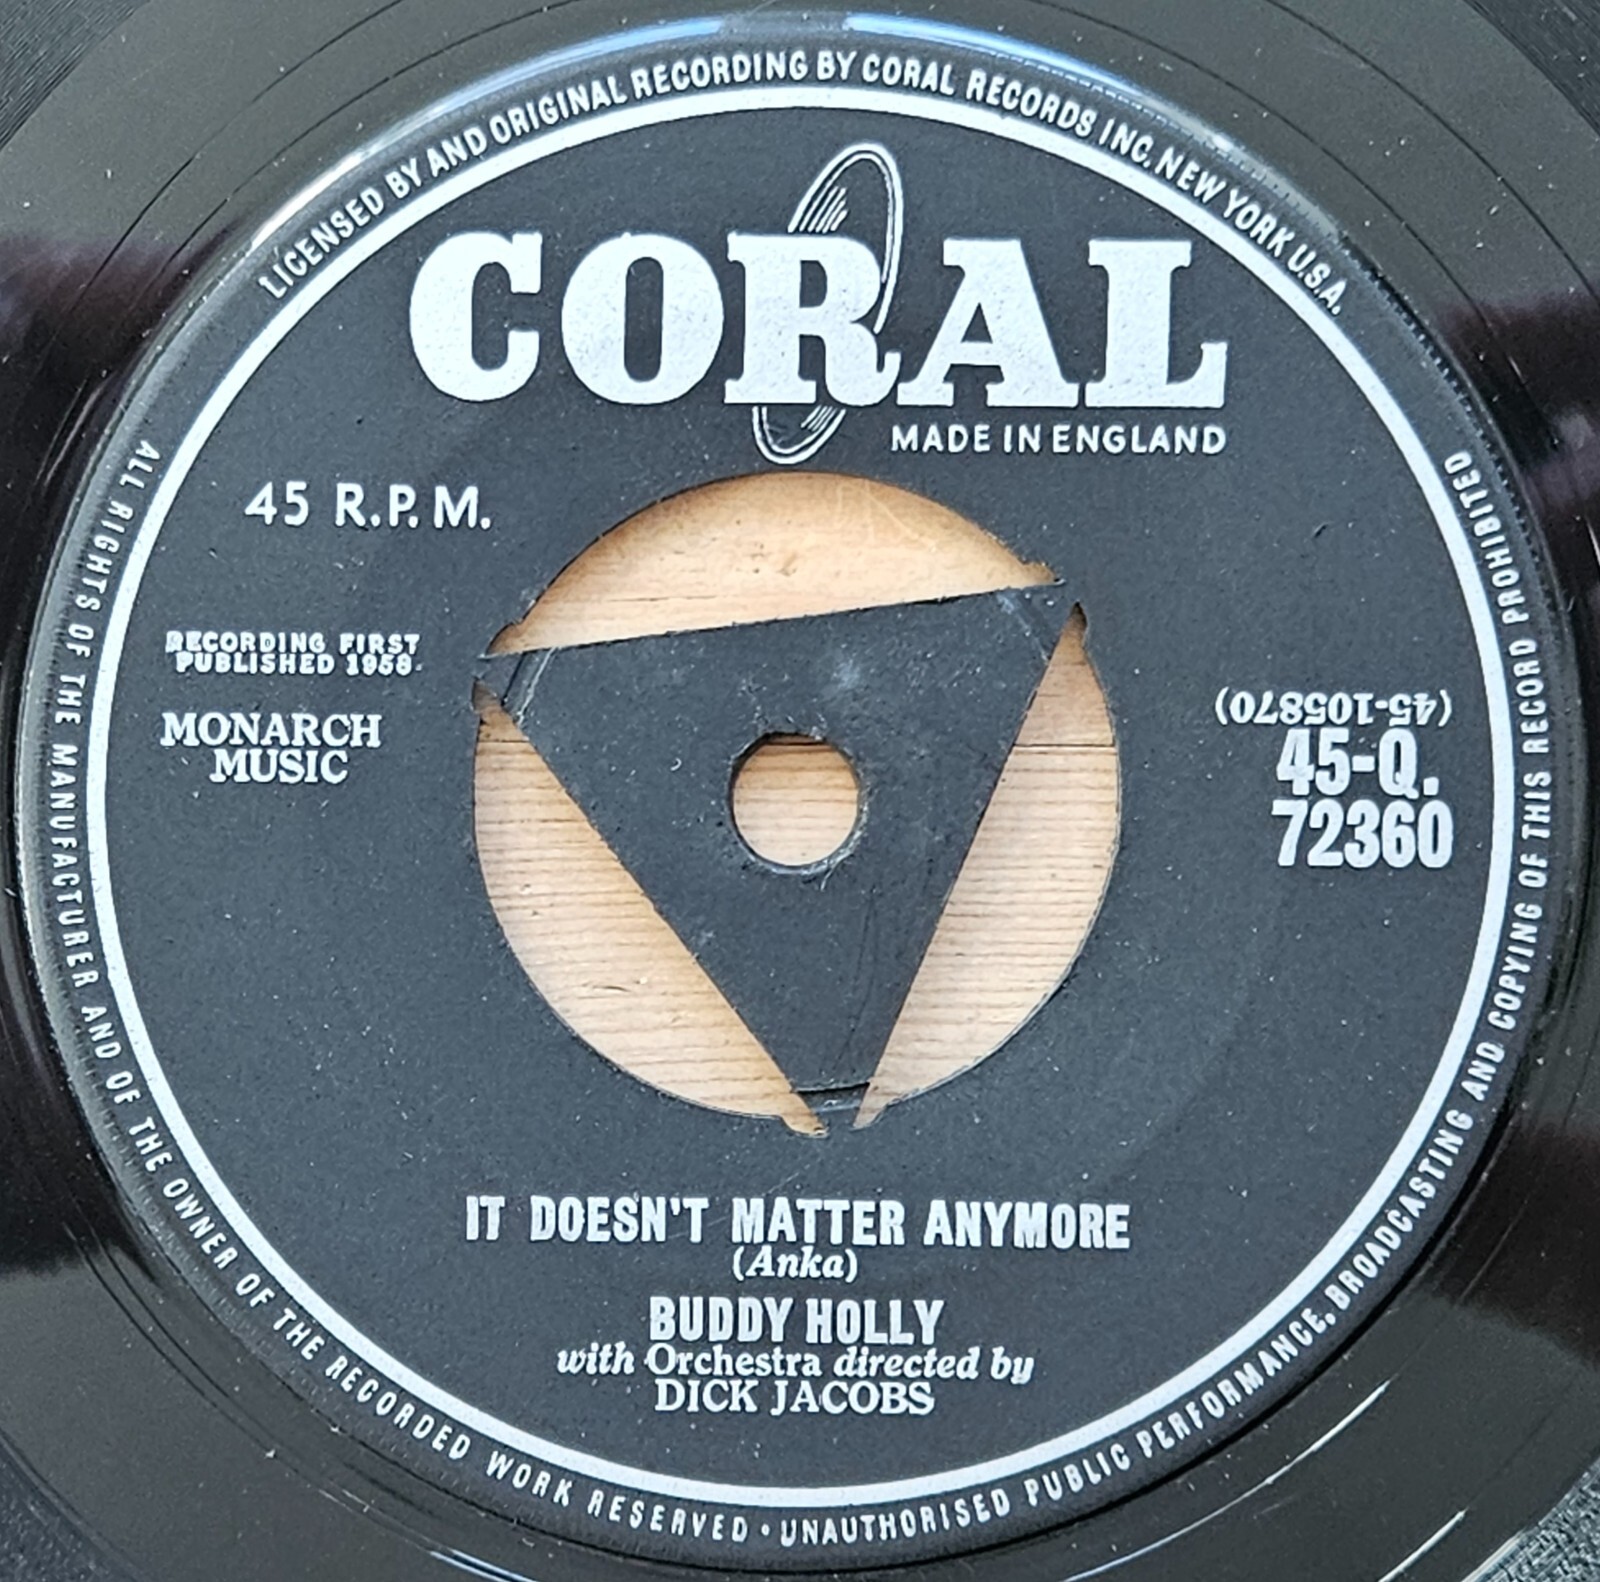 LICENSED BY AND ORIGINAL RECORDING BY CORAL RECORDS INC. NEW YORK U.S.A.
CORAL
MADE IN ENGLAND
45 R.P.M.
RECORDING FIRST
PUBLISHED 1958
MONARCH
MUSIC
(45-105870)
45-Q.
72360
IT DOESN'T MATTER ANYMORE
(Anka)
BUDDY HOLLY
with Orchestra directed by
DICK JACOBS
ALL RIGHTS OF THE MANUFACTURER AND OF THE OWNER OF THE RECORDED WORK RESERVED • UNAUTHORISED PUBLIC PERFORMANCE, BROADCASTING AND COPYING OF THIS RECORD PROHIBITED